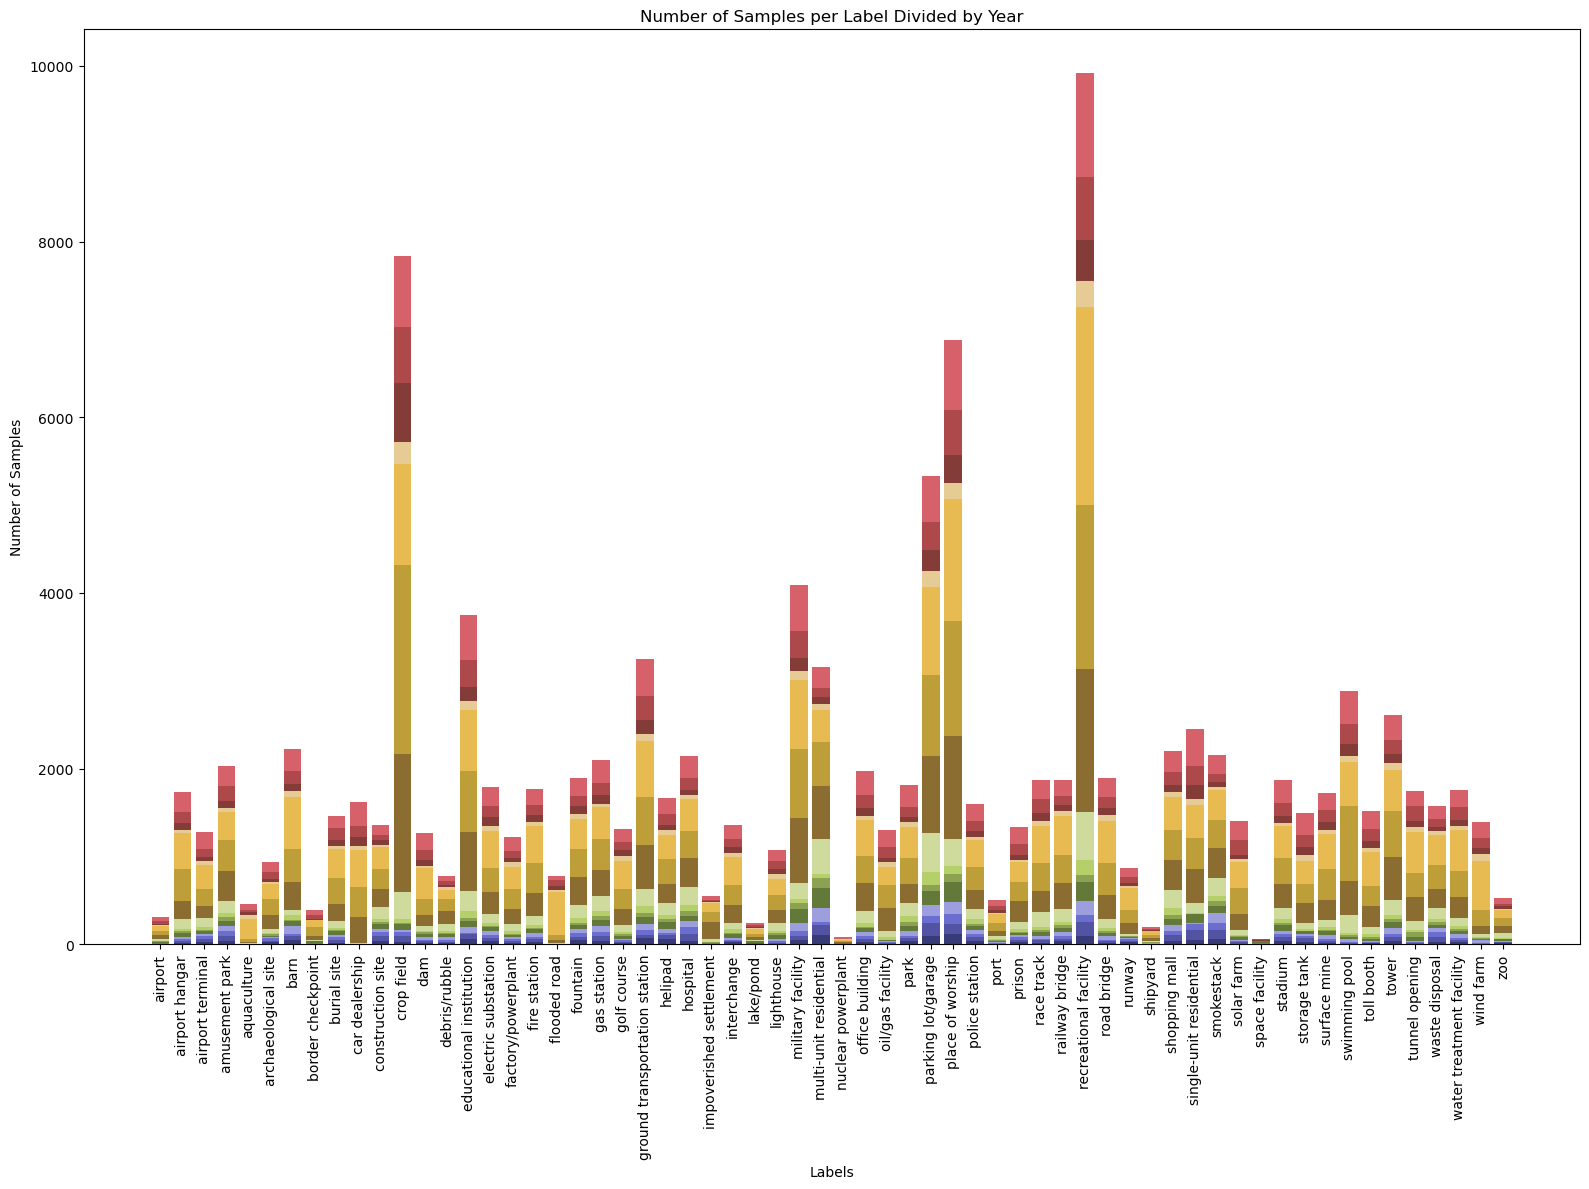 Number of Samples per Label Divided by Year
10000
8000
6000
4000
2000
0
Number of Samples
airport
airport hangar
airport terminal
amusement park
aquaculture
archaeological site
barn
border checkpoint
burial site
car dealership
construction site
crop field
dam
debris/rubble
educational institution
electric substation
factory/powerplant
fire station
flooded road
fountain
gas station
golf course
ground transportation station
helipad
hospital
impoverished settlement
interchange
lake/pond
lighthouse
military facility
multi-unit residential
nuclear powerplant
office building
oil/gas facility
park
parking lot/garage
place of worship
police station
port
prison
race track
railway bridge
recreational facility
road bridge
runway
shipyard
shopping mall
single-unit residential
smokestack
solar farm
space facility
stadium
storage tank
surface mine
swimming pool
toll booth
tower
tunnel opening
waste disposal
water treatment facility
wind farm
zoo
Labels